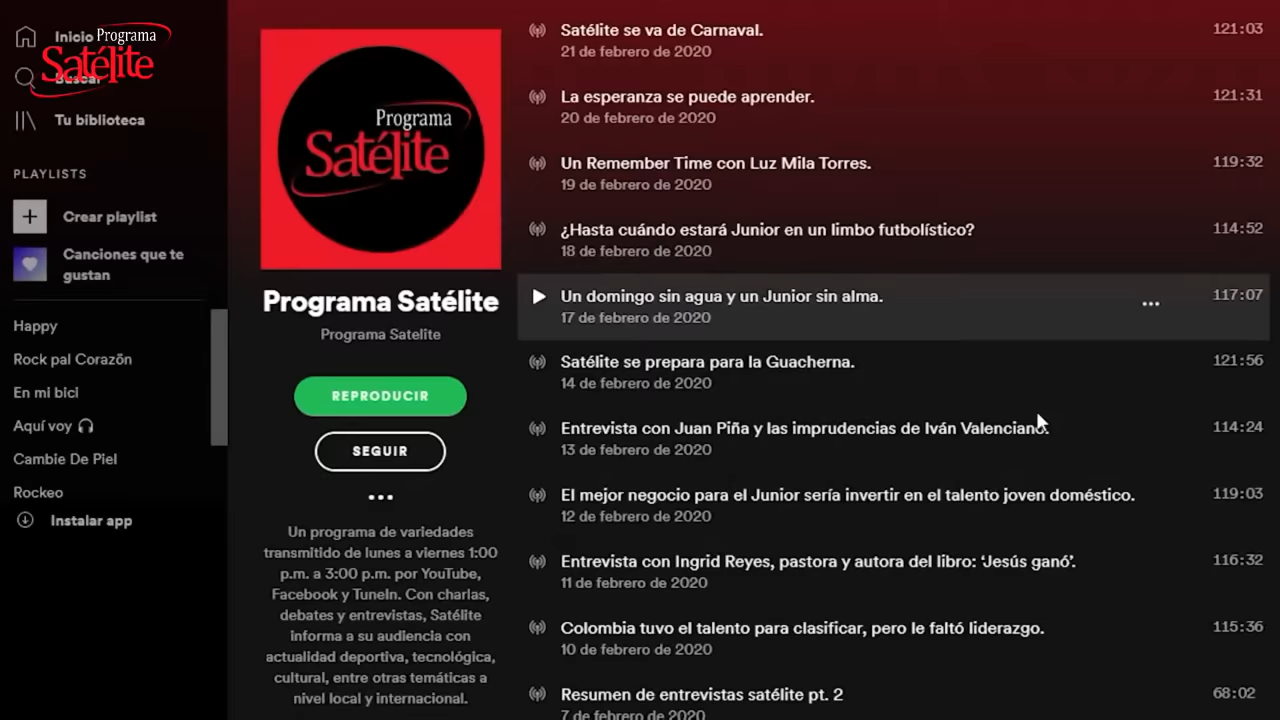 Inicio
Programa
Satélite
Buscar
Tu biblioteca
PLAYLISTS
Crear playlist
Canciones que te
gustan
Happy
Rock pal Corazõn
En mi bici
Aquí voy
Cambie De Piel
Rockeo
Instalar app
Programa
Satélite
Programa Satélite
Programa Satelite
REPRODUCIR
SEGUIR
Un programa de variedades
transmitido de lunes a viernes 1:00
p.m. a 3:00 p.m. por YouTube,
Facebook y TuneIn. Con charlas,
debates y entrevistas, Satélite
informa a su audiencia con
actualidad deportiva, tecnológica,
cultural, entre otras temáticas a
nivel local y internacional.
Satélite se va de Carnaval. 121:03
21 de febrero de 2020
La esperanza se puede aprender. 121:31
20 de febrero de 2020
Un Remember Time con Luz Mila Torres. 119:32
19 de febrero de 2020
¿Hasta cuándo estará Junior en un limbo futbolístico? 114:52
18 de febrero de 2020
Un domingo sin agua y un Junior sin alma. 117:07
17 de febrero de 2020
Satélite se prepara para la Guacherna. 121:56
14 de febrero de 2020
Entrevista con Juan Piña y las imprudencias de Iván Valenciano. 114:24
13 de febrero de 2020
El mejor negocio para el Junior sería invertir en el talento joven doméstico. 119:03
12 de febrero de 2020
Entrevista con Ingrid Reyes, pastora y autora del libro: ‘Jesús ganó’. 116:32
11 de febrero de 2020
Colombia tuvo el talento para clasificar, pero le faltó liderazgo. 115:36
10 de febrero de 2020
Resumen de entrevistas satélite pt. 2 68:02
7 de febrero de 2020